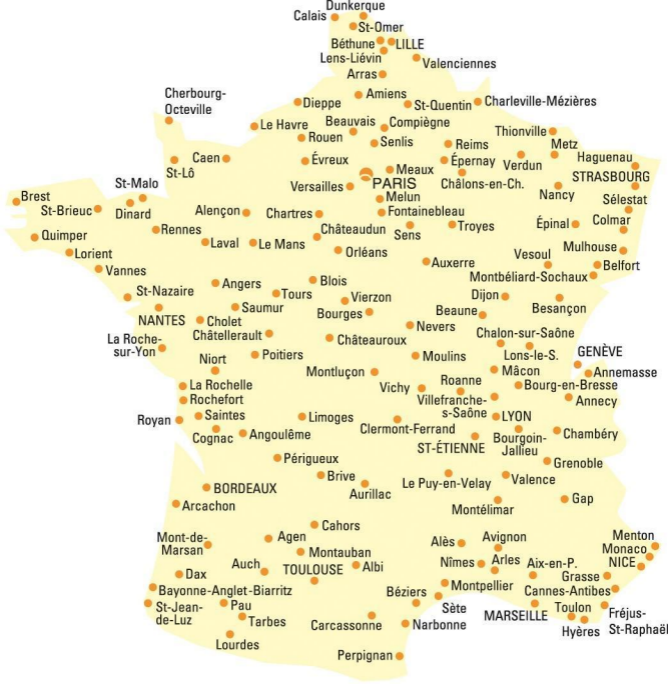 Dunkerque
Calais
St-Omer
Béthune
LILLE
Lens-Liévin
Valenciennes
Arras
Cherbourg-
Octeville
Amiens
Dieppe
St-Quentin
Charleville-Mézières
Le Havre
Beauvais
Compiègne
Rouen
Thionville
Senlis
Reims
Metz
Caen
Évreux
Épernay
Verdun
Haguenau
St-Lô
Meaux
STRASBOURG
PARIS
Châlons-en-Ch.
St-Malo
Versailles
Nancy
Brest
Melun
Sélestat
St-Brieuc
Dinard
Alençon
Chartres
Fontainebleau
Colmar
Rennes
Châteaudun
Sens
Troyes
Épinal
Quimper
Laval
Le Mans
Mulhouse
Lorient
Orléans
Vesoul
Auxerre
Belfort
Vannes
Montbéliard-Sochaux
Angers
Blois
St-Nazaire
Tours
Vierzon
Dijon
Saumur
Besançon
Bourges
Beaune
NANTES
Cholet
Nevers
Châtellerault
Châteauroux
Chalon-sur-Saône
La Roche-
sur-Yon
Poitiers
Moulins
Lons-le-S.
GENÈVE
Niort
Montluçon
Mâcon
Annemasse
La Rochelle
Vichy
Roanne
Bourg-en-Bresse
Rochefort
Villefranche-
s-Saône
Annecy
Royan
Saintes
Limoges
LYON
Cognac
Angoulême
Clermont-Ferrand
Bourgoin-
Jallieu
Chambéry
ST-ÉTIENNE
Périgueux
Grenoble
Brive
Le Puy-en-Velay
Valence
BORDEAUX
Aurillac
Gap
Arcachon
Montélimar
Cahors
Mont-de-
Marsan
Agen
Alès
Avignon
Menton
Montauban
Monaco
Auch
TOULOUSE
Albi
Nîmes
Arles
Aix-en-P.
NICE
Dax
Grasse
Bayonne-Anglet-Biarritz
Béziers
Montpellier
Cannes-Antibes
St-Jean-
de-Luz
Pau
Sète
MARSEILLE
Toulon
Fréjus-
St-Raphaël
Tarbes
Carcassonne
Narbonne
Hyères
Lourdes
Perpignan